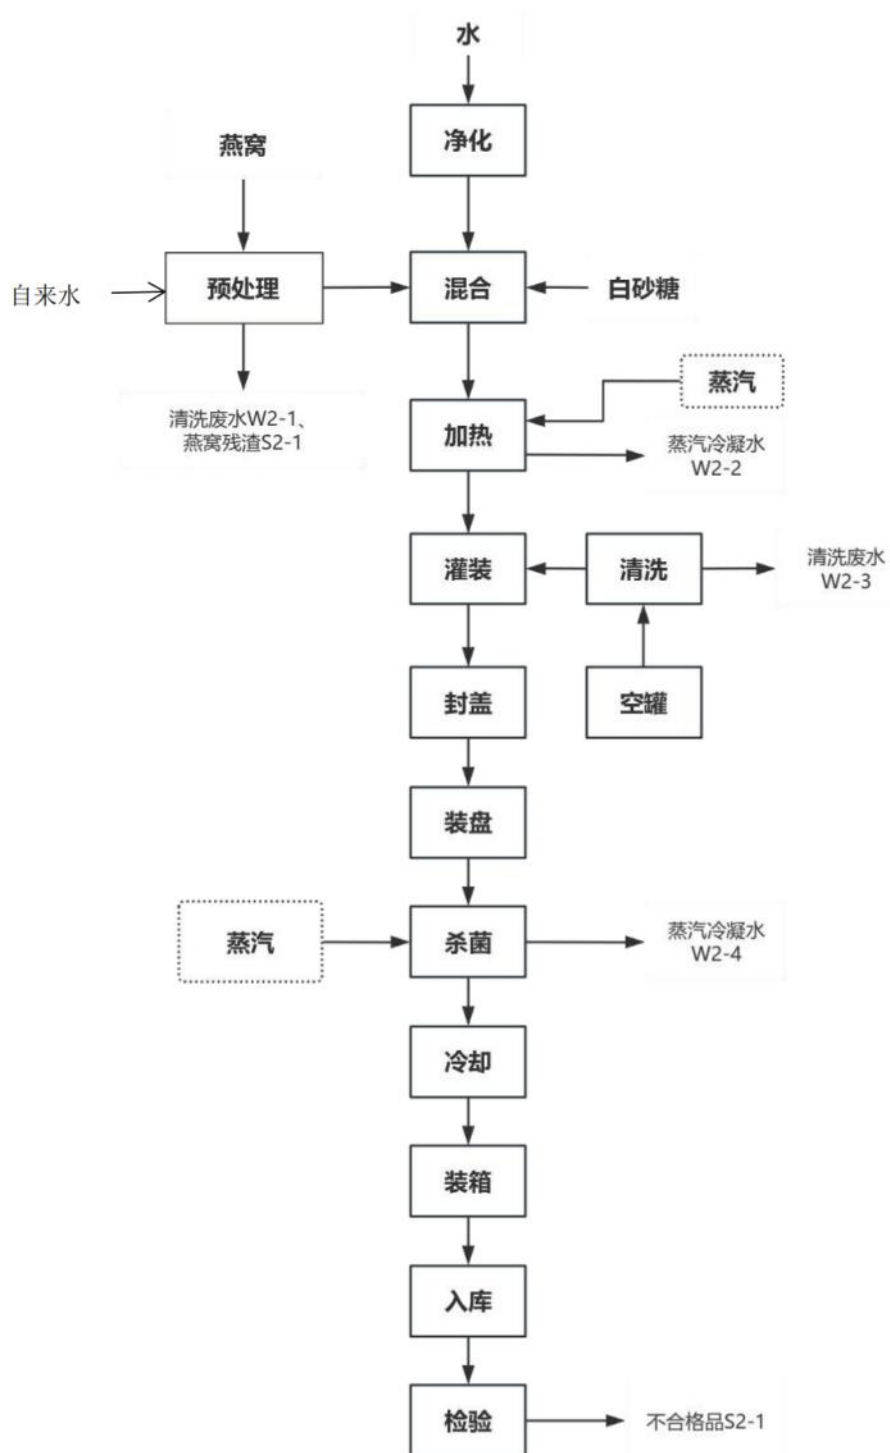 水
净化
燕窝
自来水
预处理
混合
白砂糖
清洗废水W2-1、
燕窝残渣S2-1
蒸汽
加热
蒸汽冷凝水
W2-2
灌装
清洗
清洗废水
W2-3
封盖
空罐
装盘
蒸汽
杀菌
蒸汽冷凝水
W2-4
冷却
装箱
入库
检验
不合格品S2-1